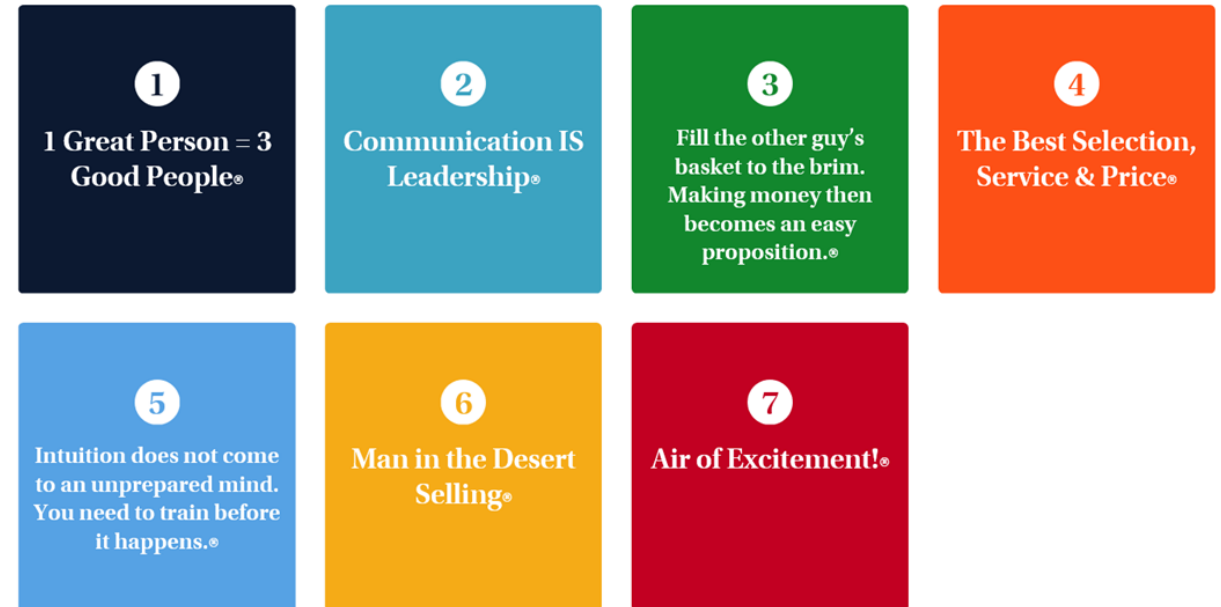 1
1 Great Person = 3
Good People®
2
Communication IS
Leadership®
3
Fill the other guy's
basket to the brim.
Making money then
becomes an easy
proposition.®
4
The Best Selection,
Service & Price®
5
Intuition does not come
to an unprepared mind.
You need to train before
it happens.®
6
Man in the Desert
Selling®
7
Air of Excitement!®